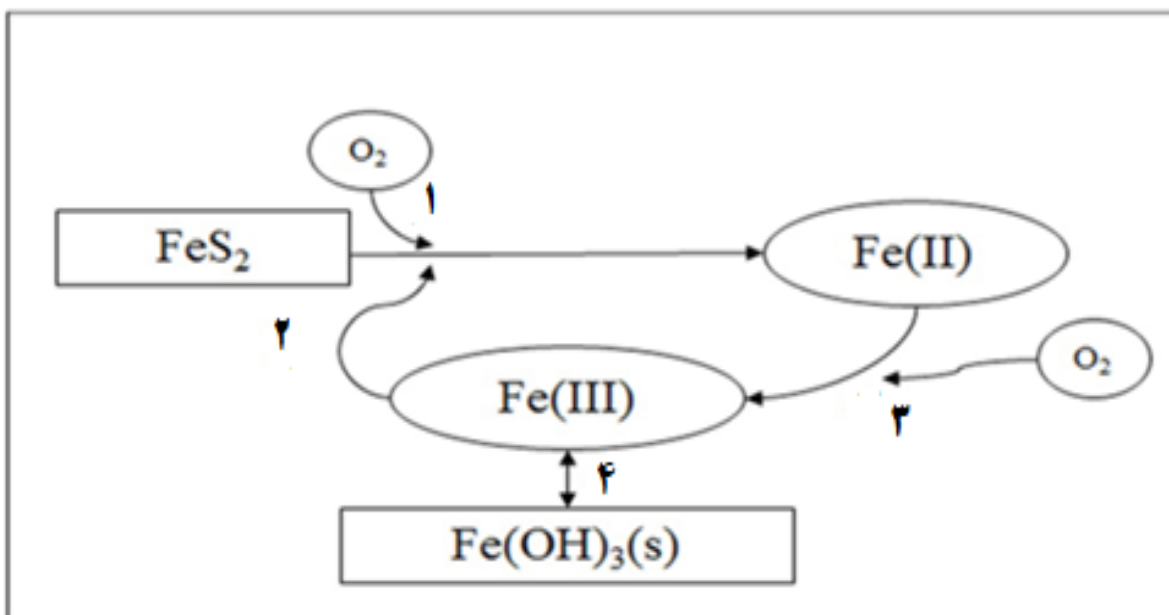 O₂
۱
FeS₂
Fe(II)
۲
O₂
Fe(III)
۳
۴
Fe(OH)₃(s)